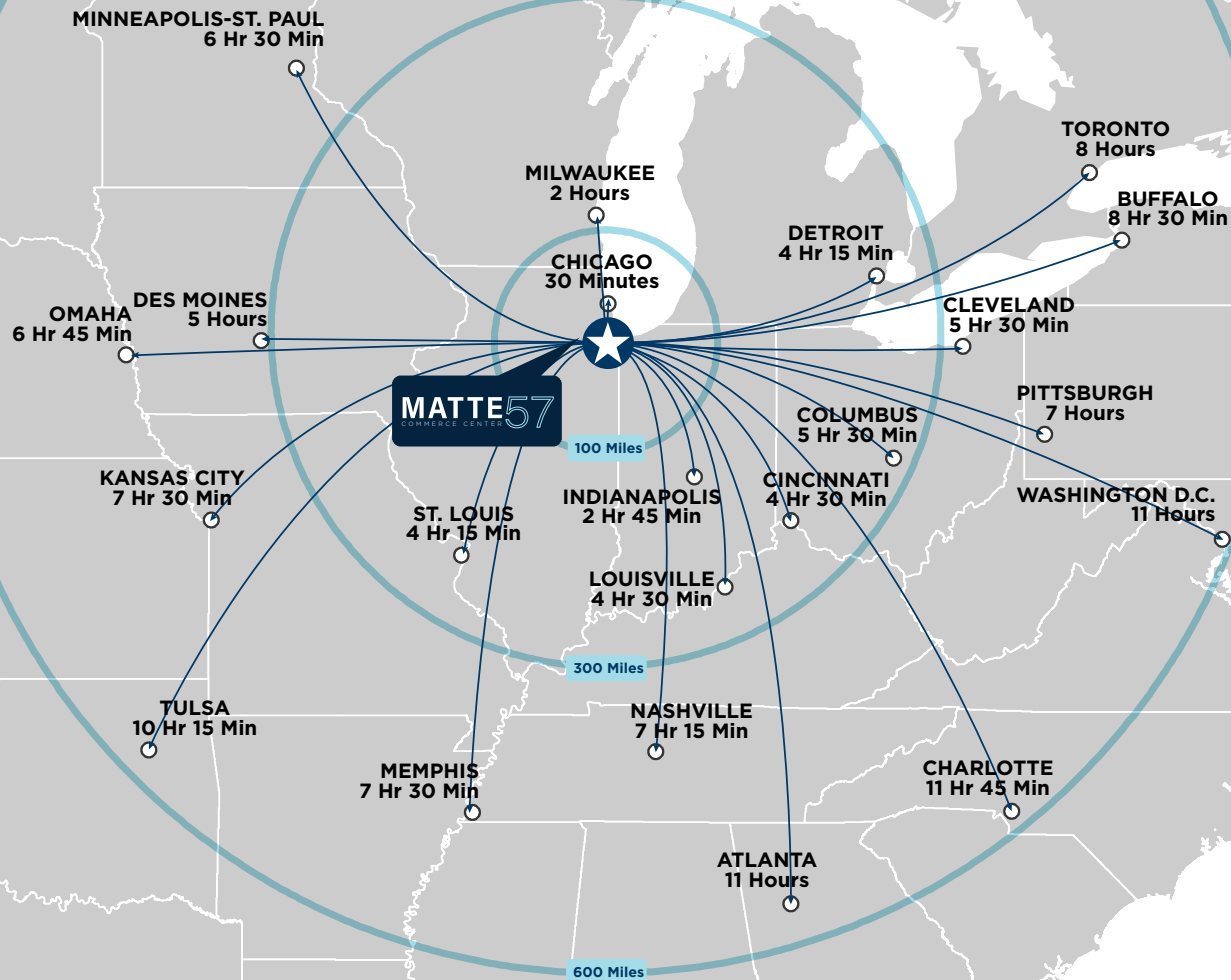 MINNEAPOLIS-ST. PAUL
6 Hr 30 Min
TORONTO
8 Hours
MILWAUKEE
2 Hours
BUFFALO
8 Hr 30 Min
DETROIT
4 Hr 15 Min
CHICAGO
30 Minutes
DES MOINES
5 Hours
OMAHA
6 Hr 45 Min
CLEVELAND
5 Hr 30 Min
MATTE57
COMMERCE CENTER
PITTSBURGH
7 Hours
COLUMBUS
5 Hr 30 Min
100 Miles
KANSAS CITY
7 Hr 30 Min
CINCINNATI
4 Hr 30 Min
INDIANAPOLIS
2 Hr 45 Min
WASHINGTON D.C.
11 Hours
ST. LOUIS
4 Hr 15 Min
LOUISVILLE
4 Hr 30 Min
300 Miles
TULSA
10 Hr 15 Min
NASHVILLE
7 Hr 15 Min
MEMPHIS
7 Hr 30 Min
CHARLOTTE
11 Hr 45 Min
ATLANTA
11 Hours
600 Miles